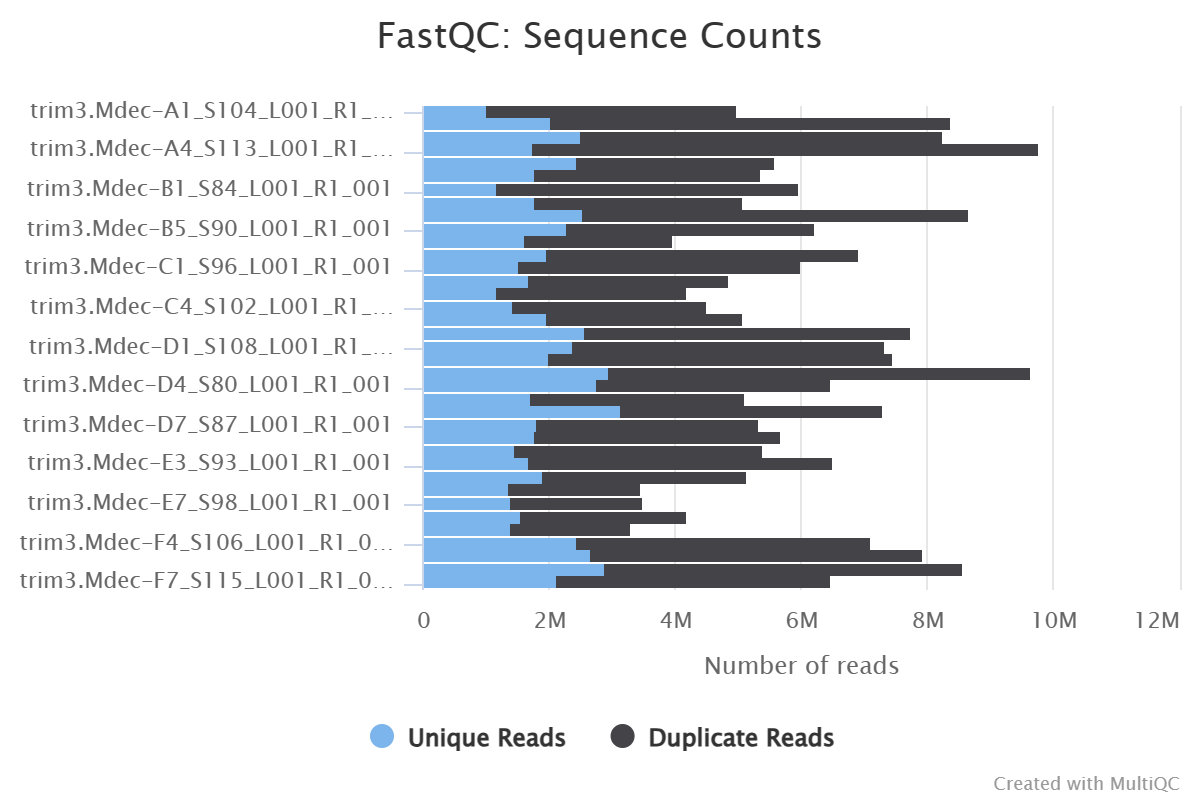 FastQC: Sequence Counts
trim3.Mdec-A1_S104_L001_R1_...
trim3.Mdec-A4_S113_L001_R1_...
trim3.Mdec-B1_S84_L001_R1_001
trim3.Mdec-B5_S90_L001_R1_001
trim3.Mdec-C1_S96_L001_R1_001
trim3.Mdec-C4_S102_L001_R1_...
trim3.Mdec-D1_S108_L001_R1_...
trim3.Mdec-D4_S80_L001_R1_001
trim3.Mdec-D7_S87_L001_R1_001
trim3.Mdec-E3_S93_L001_R1_001
trim3.Mdec-E7_S98_L001_R1_001
trim3.Mdec-F4_S106_L001_R1_0...
trim3.Mdec-F7_S115_L001_R1_0...
0 2M 4M 6M 8M 10M 12M
Number of reads
Unique Reads Duplicate Reads
Created with MultiQC